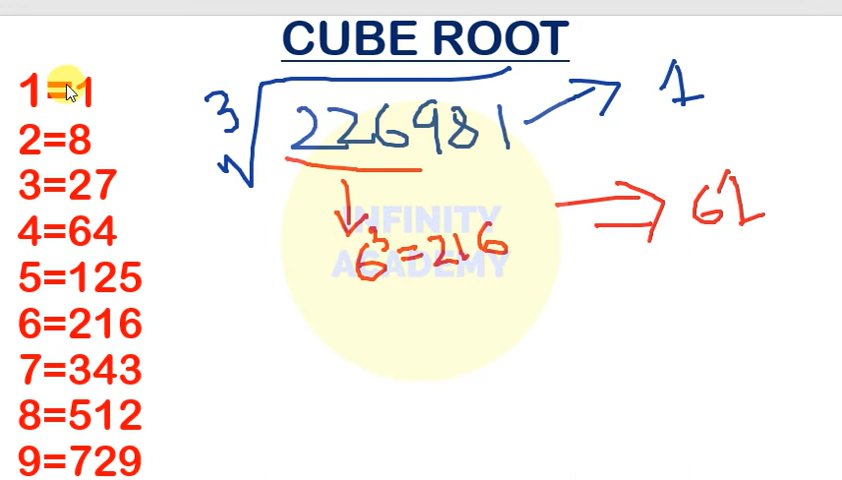 CUBE ROOT
1=1
2=8
3=27
4=64
5=125
6=216
7=343
8=512
9=729
∛226981 → 1
6³=216
⇒ 61
INFINITY
ACADEMY